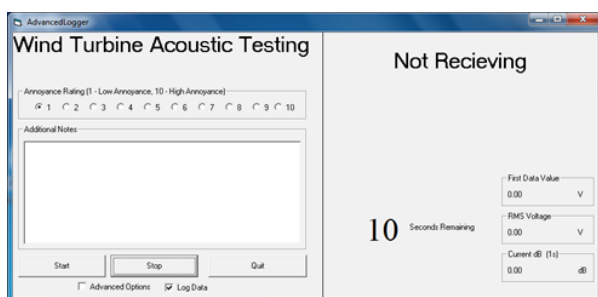 AdvancedLogger
Wind Turbine Acoustic Testing
Annoyance Rating (1 - Low Annoyance, 10 - High Annoyance)
1 2 3 4 5 6 7 8 9 10
Additional Notes
Start Stop Quit
Advanced Options Log Data
Not Recieving
First Data Value
0.00 V
RMS Voltage
10 Seconds Remaining 0.00 V
Current dB (1s)
0.00 dB